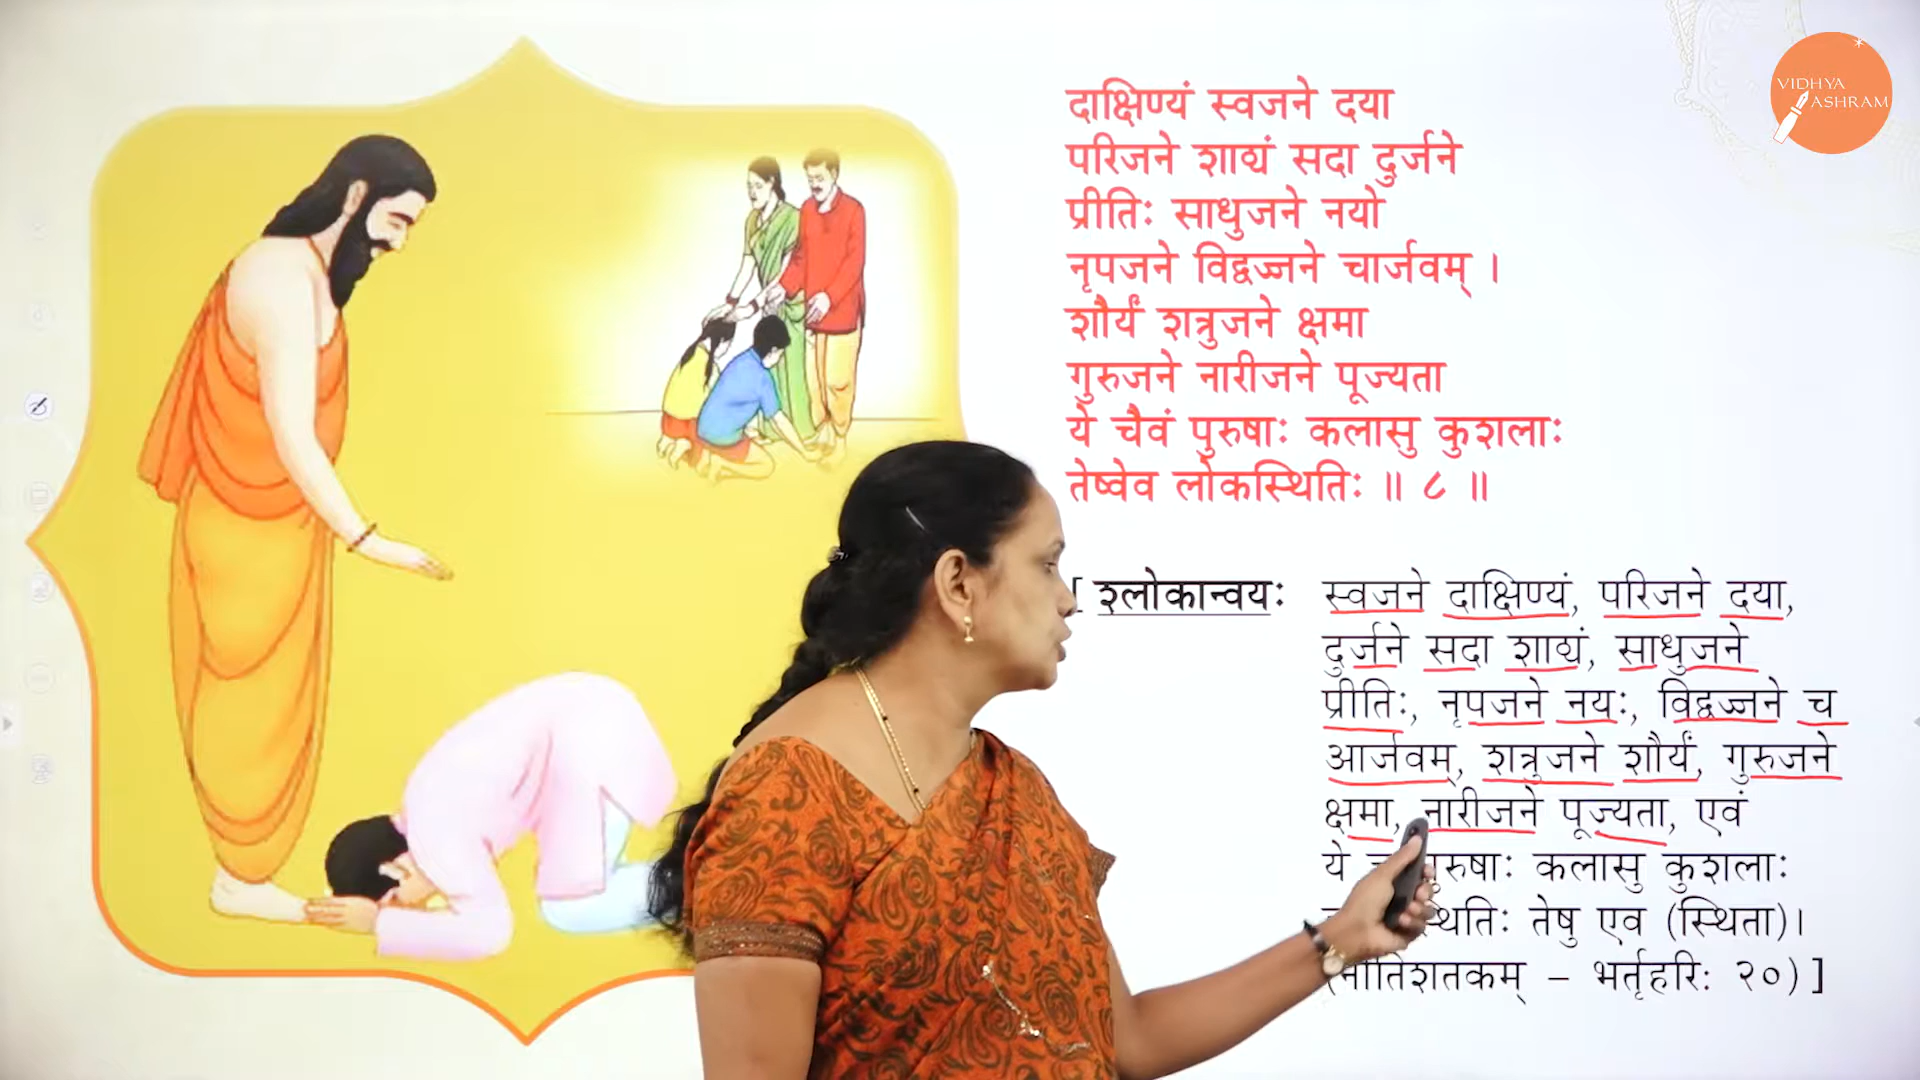 VIDHYA
ASHRAM
दाक्षिण्यं स्वजने दया
परिजने शाठ्यं सदा दुर्जने
प्रीतिः साधुजने नयो
नृपजने विद्वज्जने चार्जवम् ।
शौर्यं शत्रुजने क्षमा
गुरुजने नारीजने पूज्यता
ये चैवं पुरुषाः कलासु कुशलाः
तेष्वेव लोकस्थितिः ॥ ८ ॥
[ श्लोकान्वयः स्वजने दाक्षिण्यं, परिजने दया,
दुर्जने सदा शाठ्यं, साधुजने
प्रीतिः, नृपजने नयः, विद्वज्जने च
आर्जवम्, शत्रुजने शौर्यं, गुरुजने
क्षमा, नारीजने पूज्यता, एवं
ये कलासु कुशलाः
तेषु एव (स्थिता)।
(नीतिशतकम् – भर्तृहरिः २०) ]